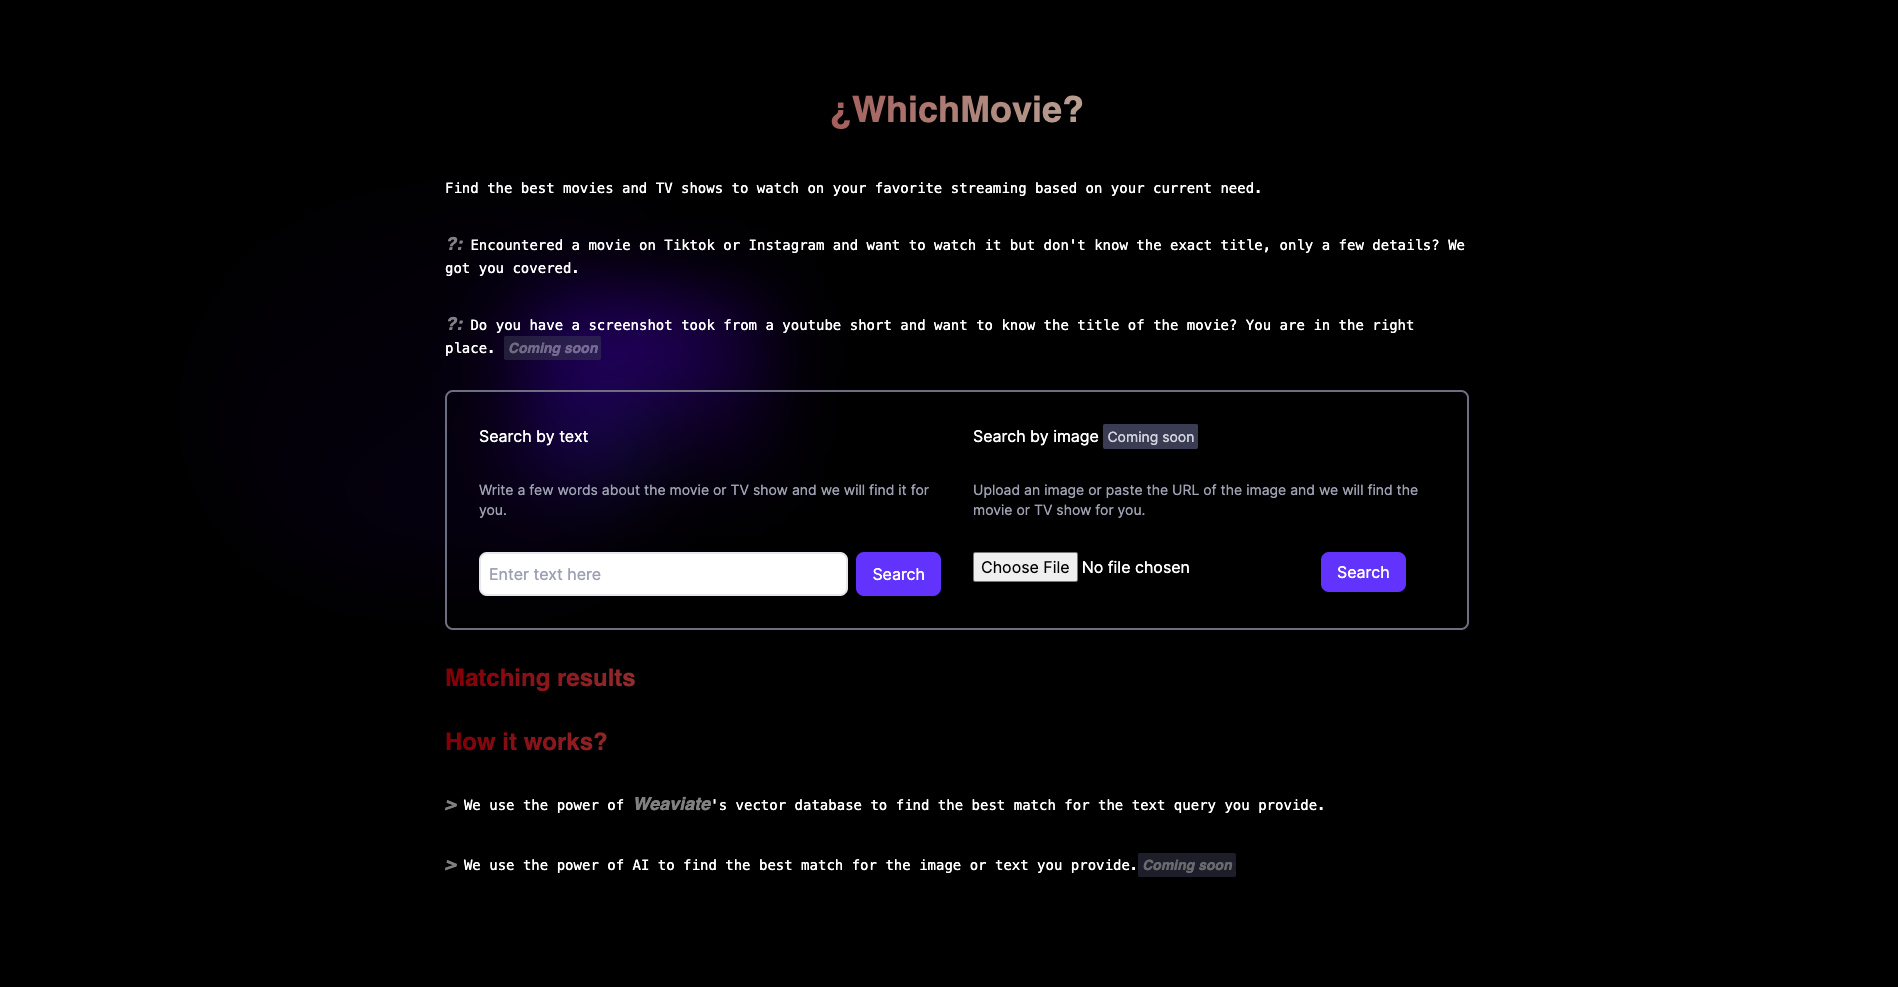 ¿WhichMovie?
Find the best movies and TV shows to watch on your favorite streaming based on your current need.
?: Encountered a movie on Tiktok or Instagram and want to watch it but don't know the exact title, only a few details? We
got you covered.
?: Do you have a screenshot took from a youtube short and want to know the title of the movie? You are in the right
place. Coming soon
Search by text
Write a few words about the movie or TV show and we will find it for
you.
Enter text here
Search
Search by image Coming soon
Upload an image or paste the URL of the image and we will find the
movie or TV show for you.
Choose File No file chosen
Search
Matching results
How it works?
> We use the power of Weaviate's vector database to find the best match for the text query you provide.
> We use the power of AI to find the best match for the image or text you provide. Coming soon